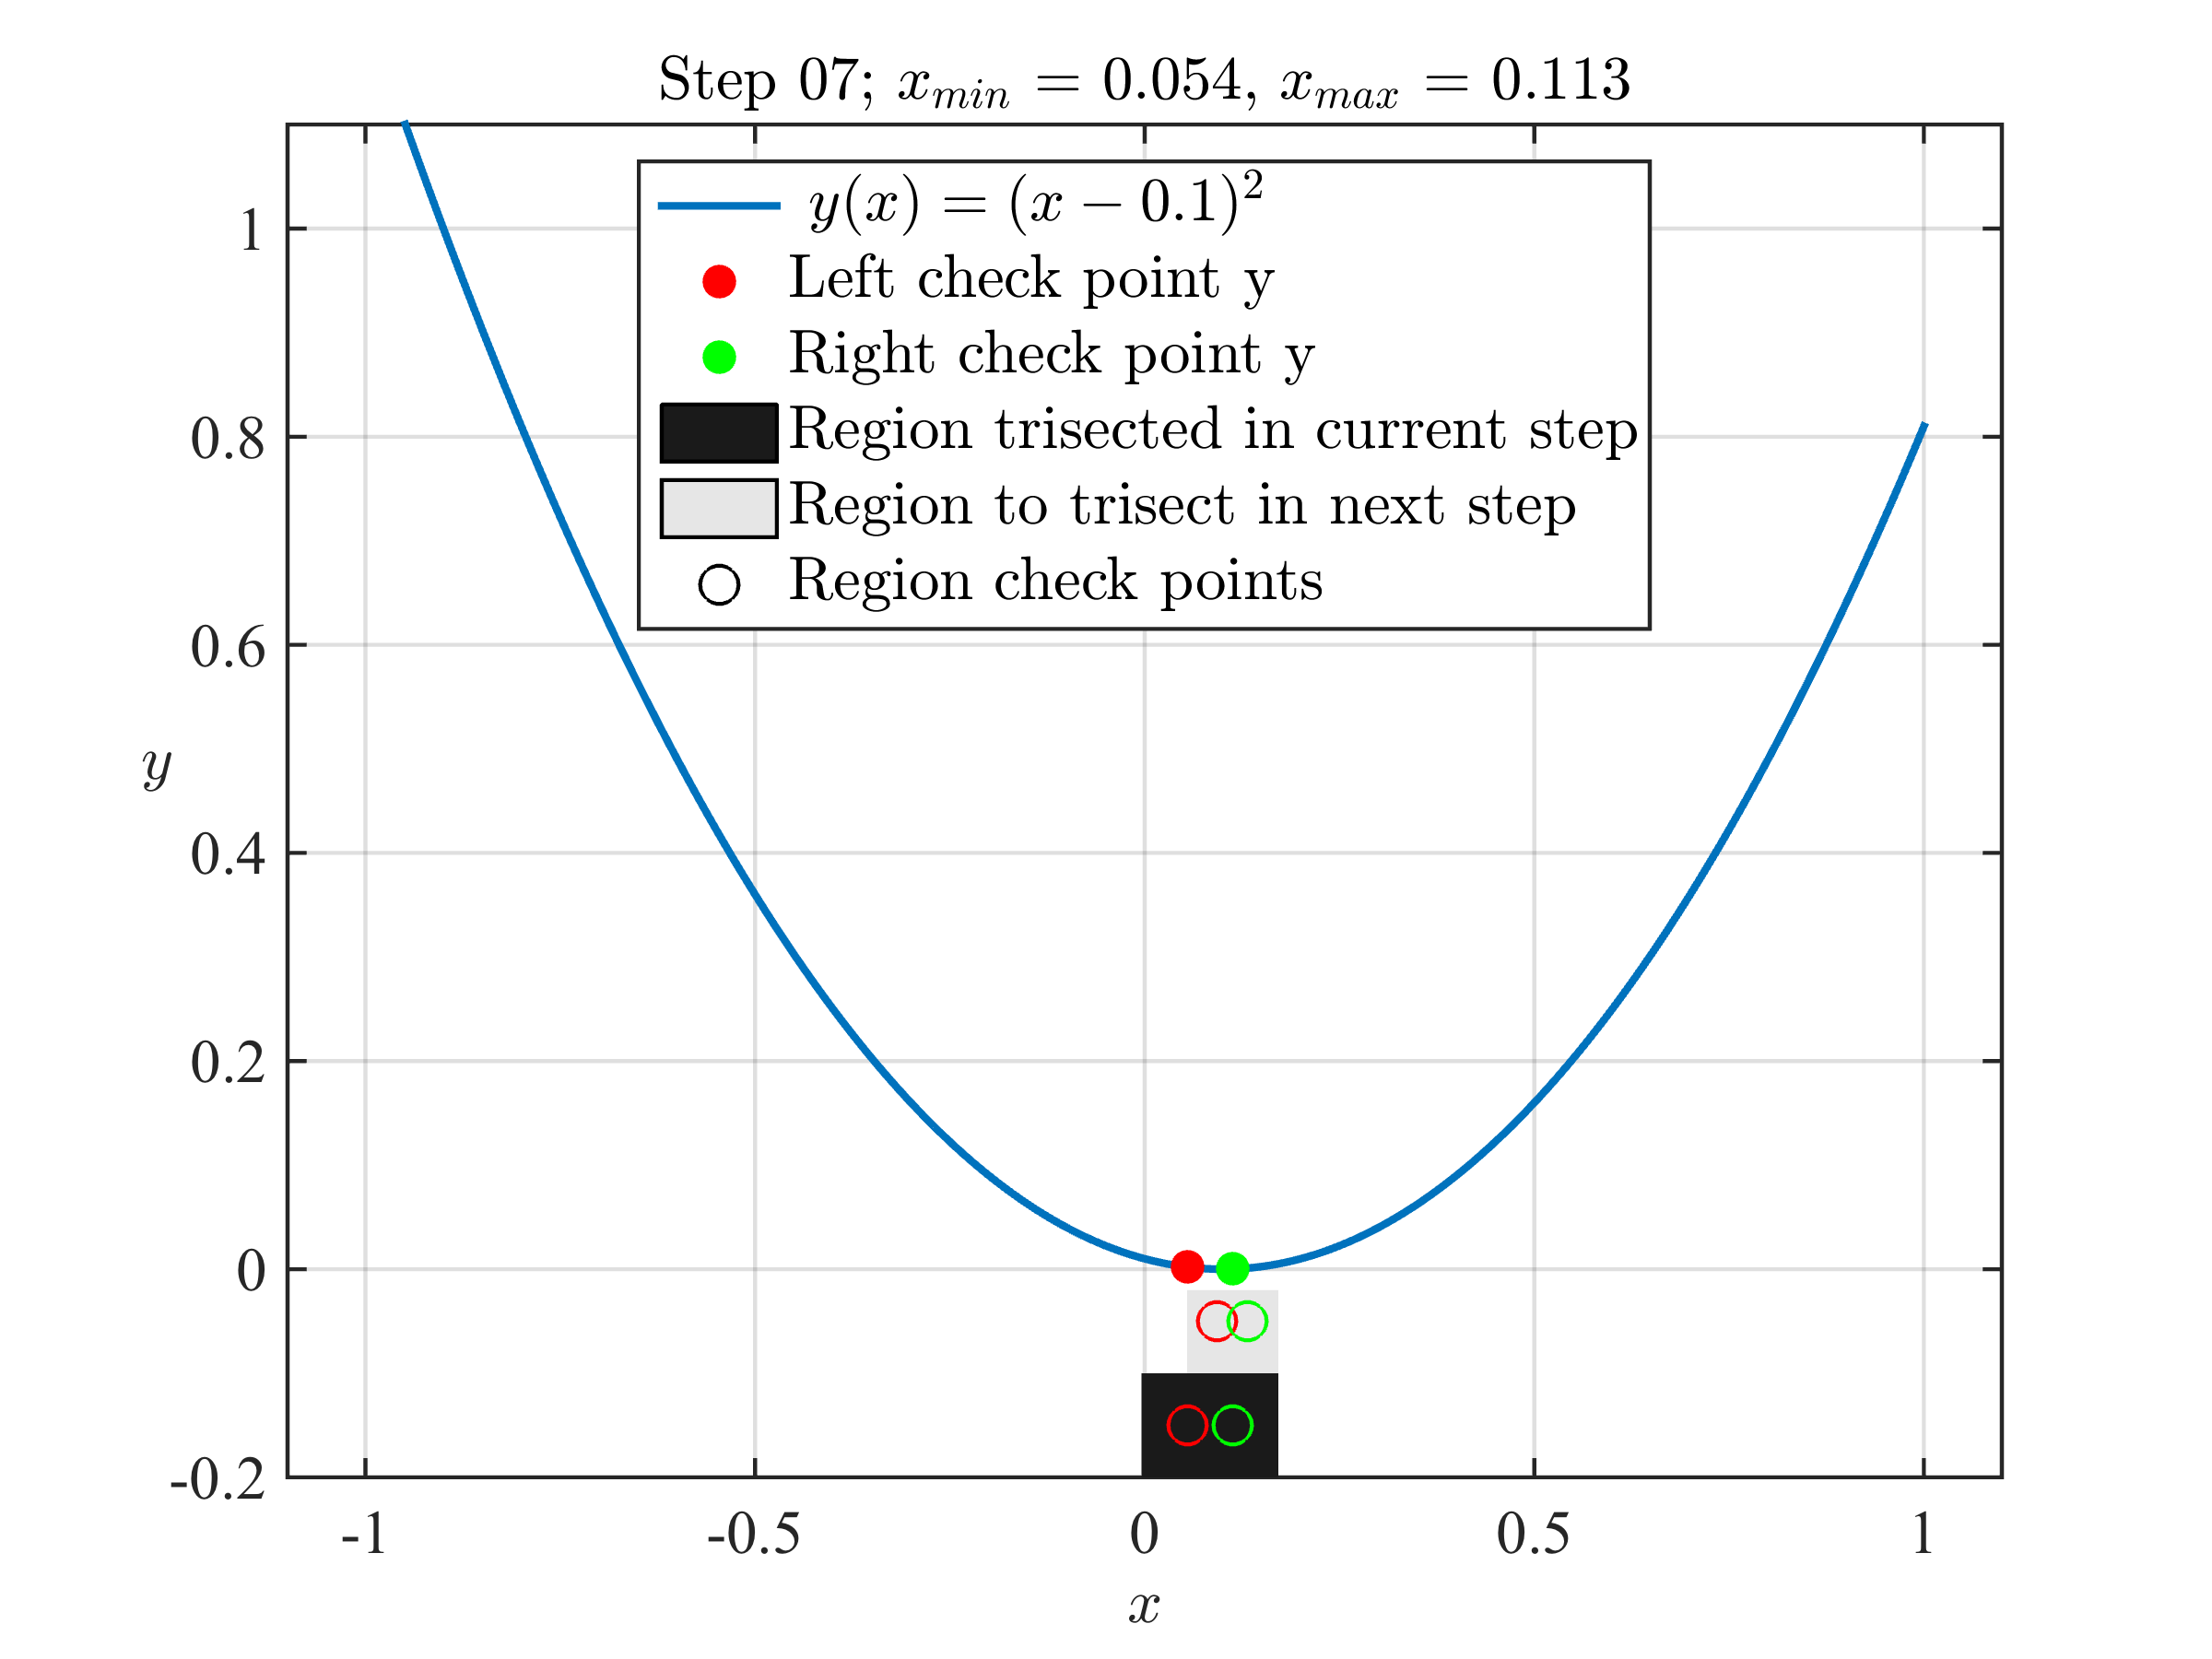 Step 07; x_min = 0.054, x_max = 0.113
y(x) = (x − 0.1)²
Left check point y
Right check point y
Region trisected in current step
Region to trisect in next step
Region check points
1
0.8
0.6
0.4
0.2
0
-0.2
y
-1 -0.5 0 0.5 1
x